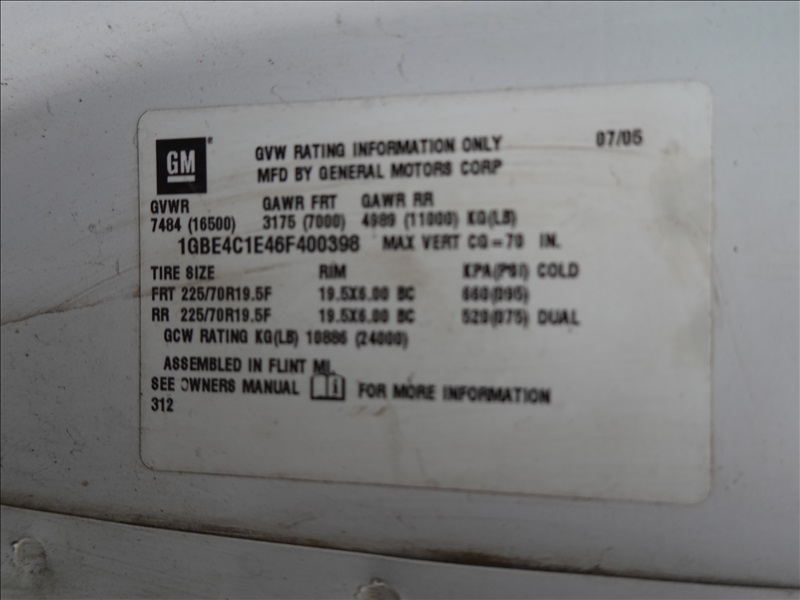 GM
GVW RATING INFORMATION ONLY 07/05
MFD BY GENERAL MOTORS CORP
GVWR GAWR FRT GAWR RR
7484 (16500) 3175 (7000) 4989 (11000) KG(LB)
1GBE4C1E46F400398 MAX VERT CG=70 IN.
TIRE SIZE RIM KPA(PSI) COLD
FRT 225/70R19.5F 19.5X6.00 BC 660(095)
RR 225/70R19.5F 19.5X6.00 BC 520(075) DUAL
GCW RATING KG(LB) 10886 (24000)
ASSEMBLED IN FLINT MI.
SEE OWNERS MANUAL FOR MORE INFORMATION
312